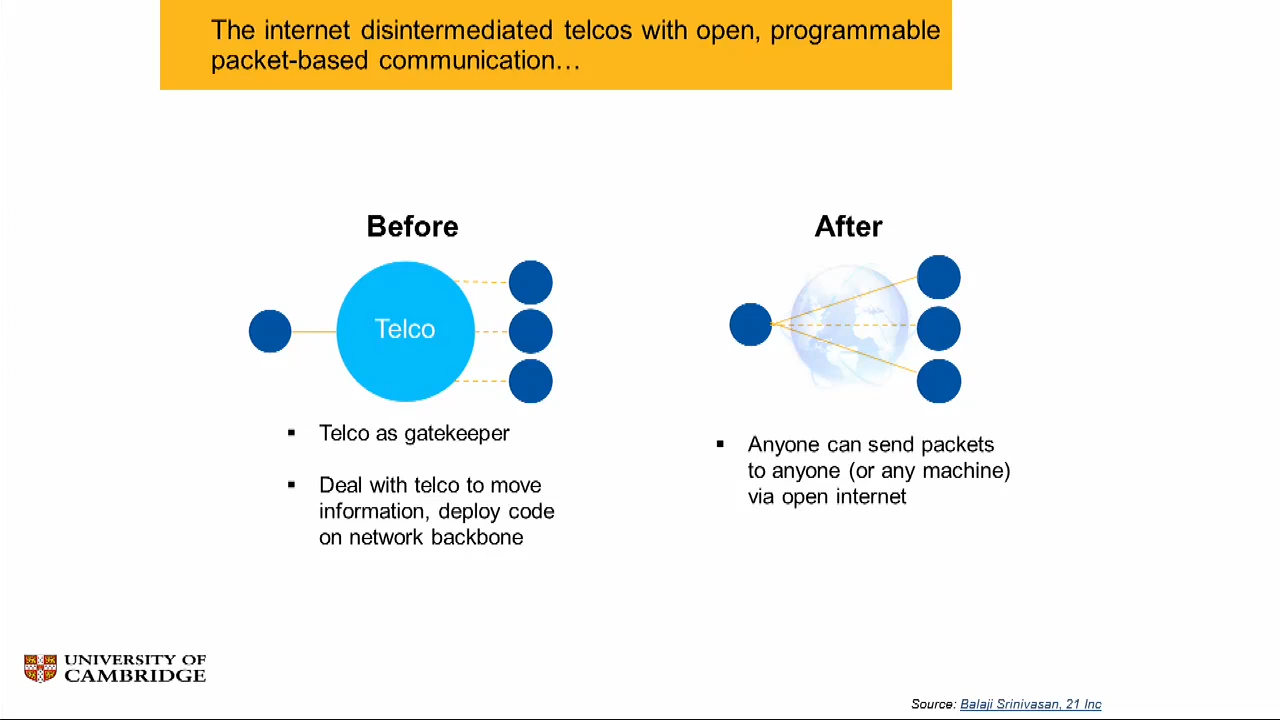 The internet disintermediated telcos with open, programmable
packet-based communication…
Before
After
Telco
▪ Telco as gatekeeper
▪ Deal with telco to move
information, deploy code
on network backbone
▪ Anyone can send packets
to anyone (or any machine)
via open internet
UNIVERSITY OF
CAMBRIDGE
Source: Balaji Srinivasan, 21 Inc